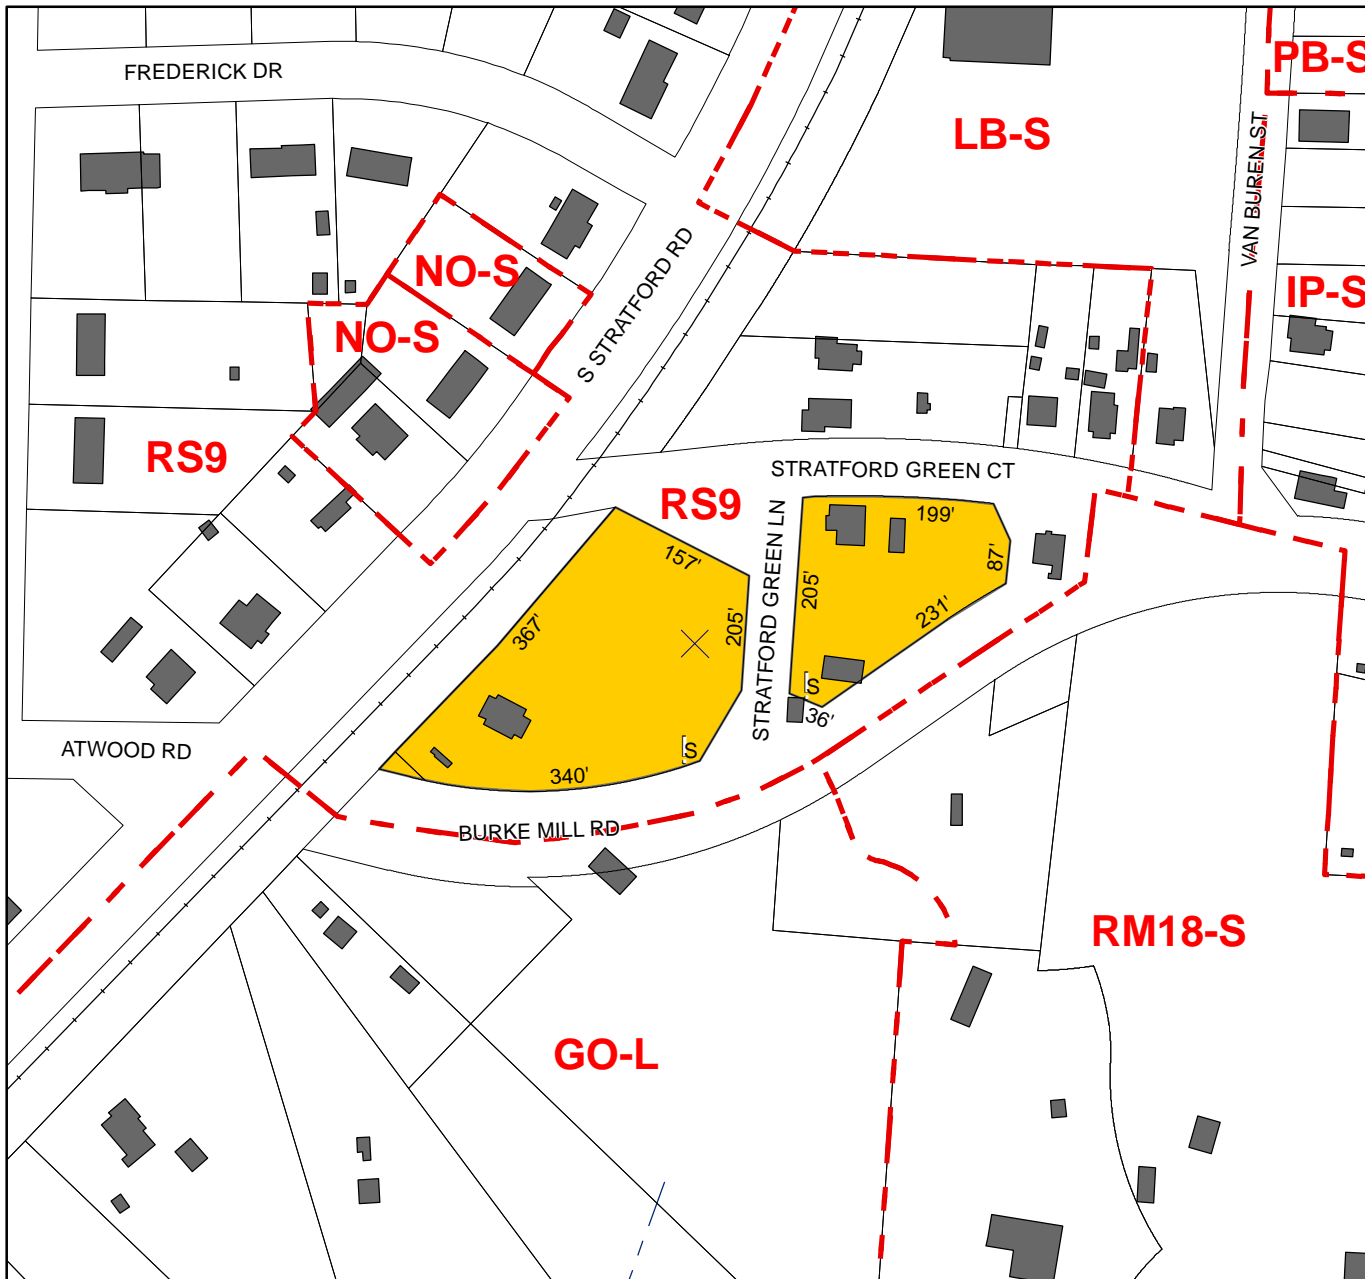 PB-S
FREDERICK DR
LB-S
VAN BUREN ST
NO-S
IP-S
S STRATFORD RD
NO-S
RS9
STRATFORD GREEN CT
RS9
199'
157'
87'
205'
231'
205'
367'
STRATFORD GREEN LN
S
36'
ATWOOD RD
S
340'
BURKE MILL RD
RM18-S
GO-L